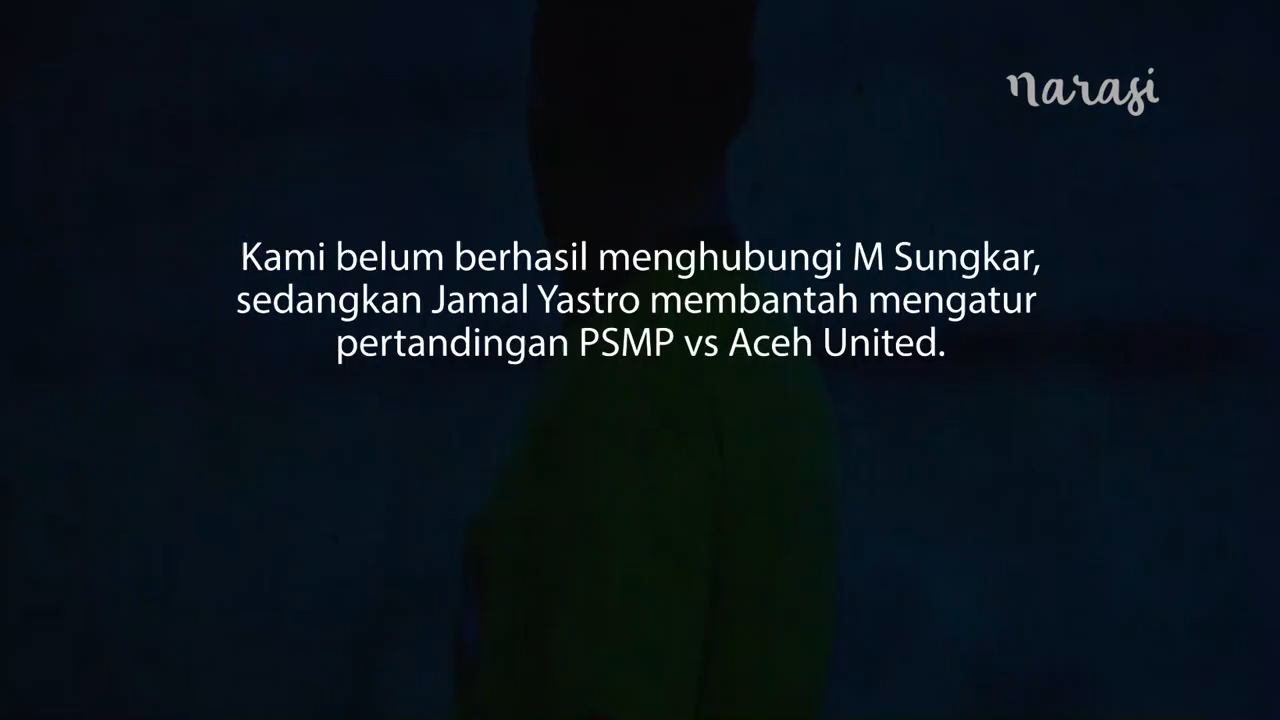 narasi
Kami belum berhasil menghubungi M Sungkar,
sedangkan Jamal Yastro membantah mengatur
pertandingan PSMP vs Aceh United.